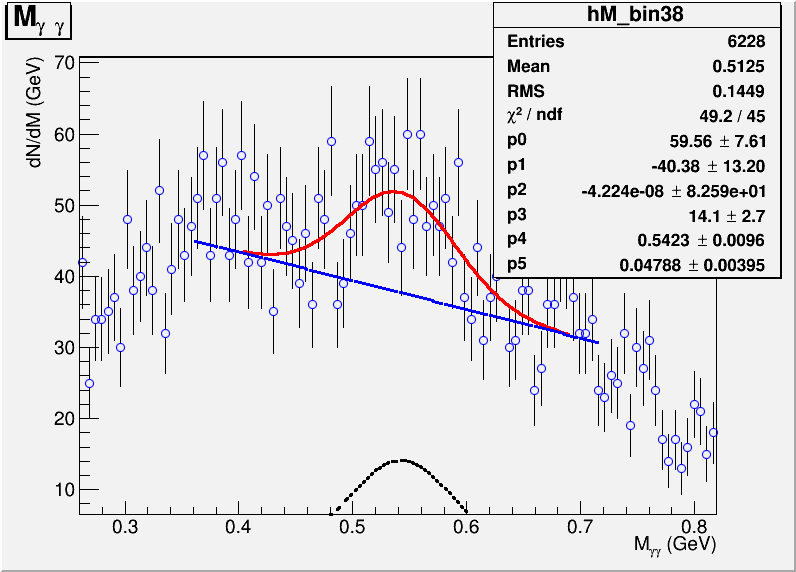 M γ γ
hM_bin38
Entries 6228
Mean 0.5125
RMS 0.1449
χ² / ndf 49.2 / 45
p0 59.56 ± 7.61
p1 -40.38 ± 13.20
p2 -4.224e-08 ± 8.259e+01
p3 14.1 ± 2.7
p4 0.5423 ± 0.0096
p5 0.04788 ± 0.00395
dN/dM (GeV)
70
60
50
40
30
20
10
0.3 0.4 0.5 0.6 0.7 0.8
Mγγ (GeV)